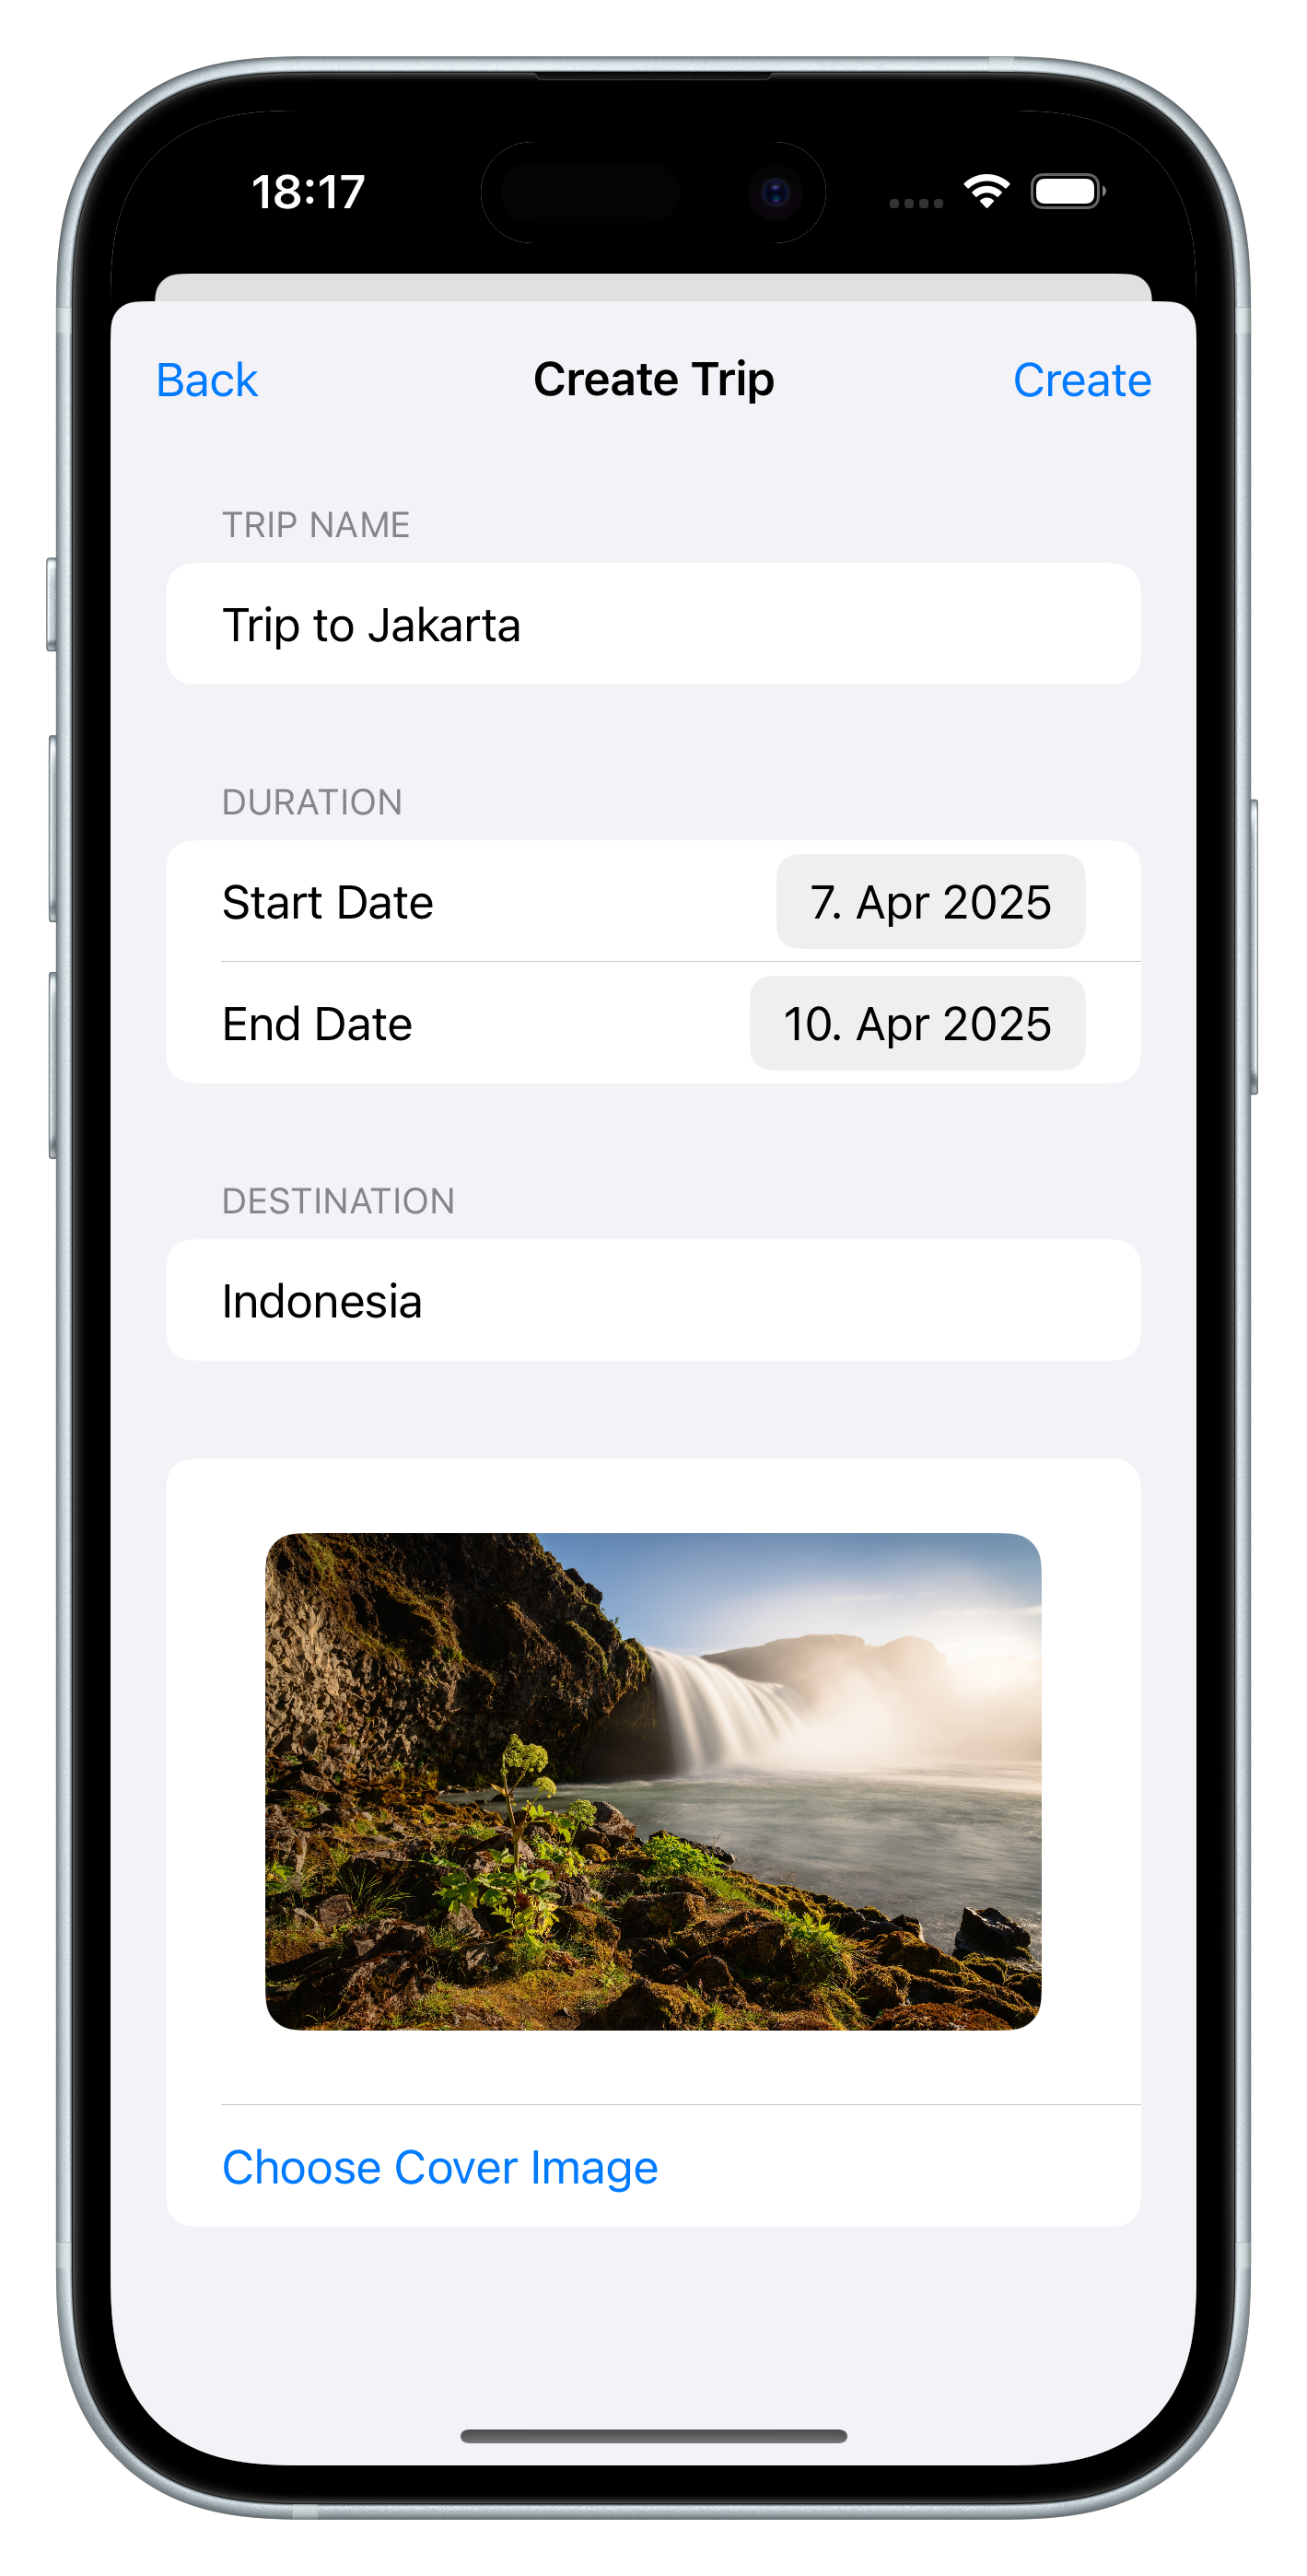 18:17
Back Create Trip Create
TRIP NAME
Trip to Jakarta
DURATION
Start Date 7. Apr 2025
End Date 10. Apr 2025
DESTINATION
Indonesia
Choose Cover Image